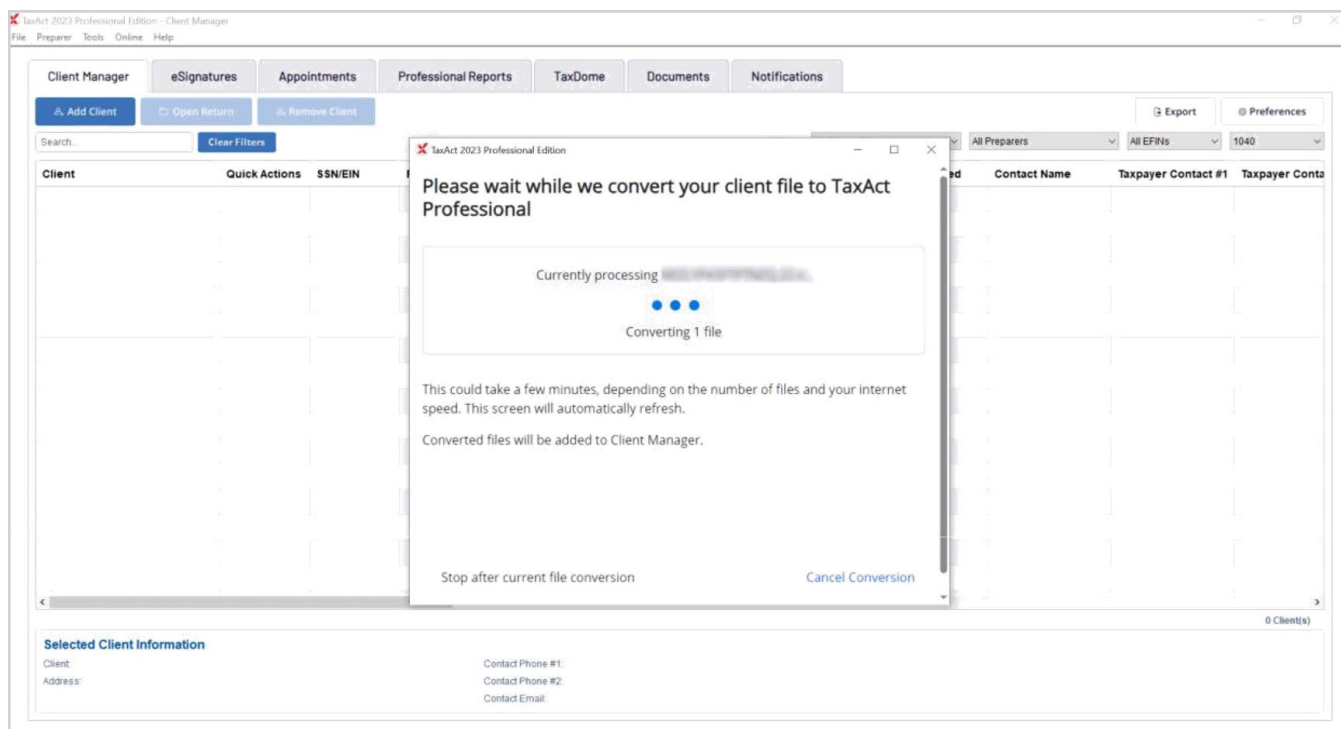 TaxAct 2023 Professional Edition - Client Manager
File Preparer Tools Online Help
Client Manager eSignatures Appointments Professional Reports TaxDome Documents Notifications
Add Client Open Return Remove Client Export Preferences
Search... Clear Filters All Preparers All EFINs 1040
Client Quick Actions SSN/EIN Contact Name Taxpayer Contact #1 Taxpayer Conta
TaxAct 2023 Professional Edition
Please wait while we convert your client file to TaxAct
Professional
Currently processing
Converting 1 file
This could take a few minutes, depending on the number of files and your internet
speed. This screen will automatically refresh.
Converted files will be added to Client Manager.
Stop after current file conversion Cancel Conversion
0 Client(s)
Selected Client Information
Client: Contact Phone #1:
Address: Contact Phone #2:
Contact Email: